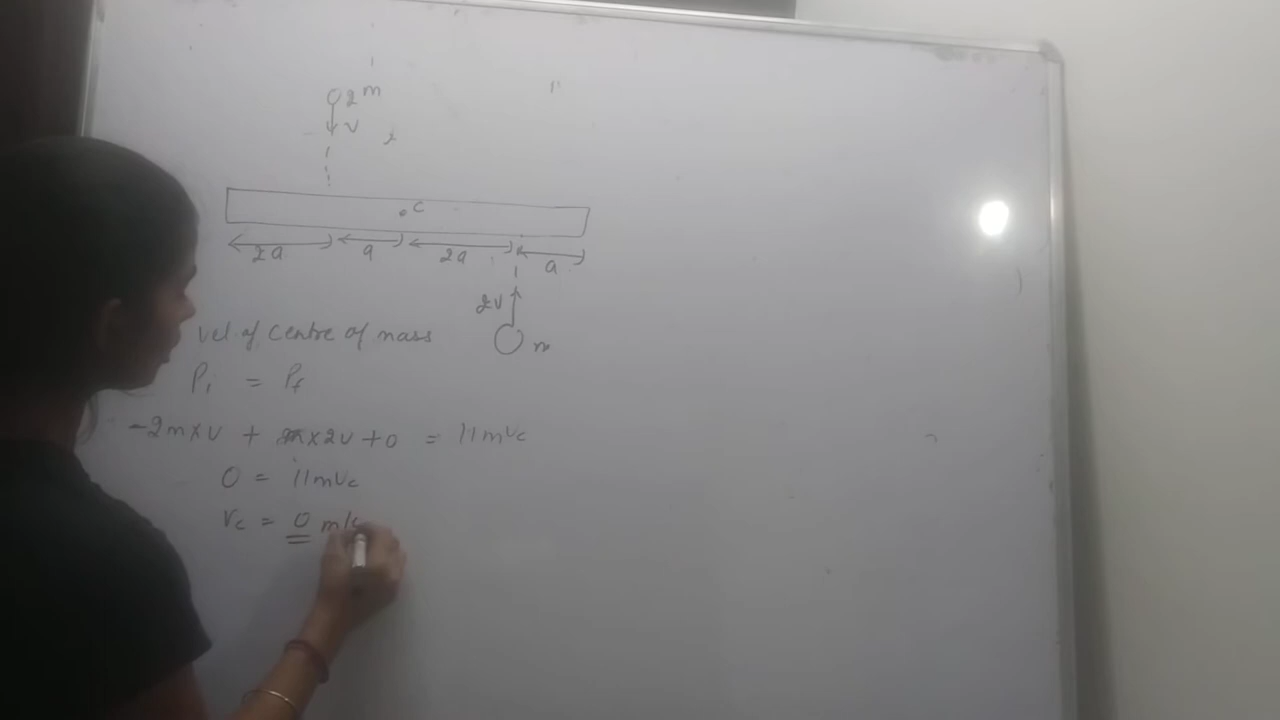 2m
V
C
2a a 2a a
2V
m
Vel. of Centre of mass
Pi = Pf
-2m×V + m×2V + 0 = 11mVc
0 = 11mVc
Vc = 0 m/s